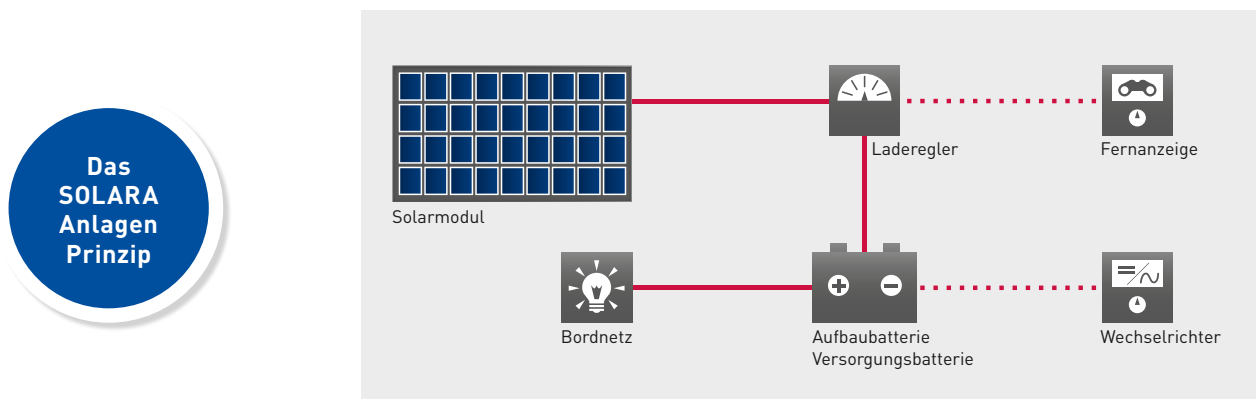 Das
SOLARA
Anlagen
Prinzip
Solarmodul
Laderegler
Fernanzeige
Bordnetz
Aufbaubatterie
Versorgungsbatterie
Wechselrichter